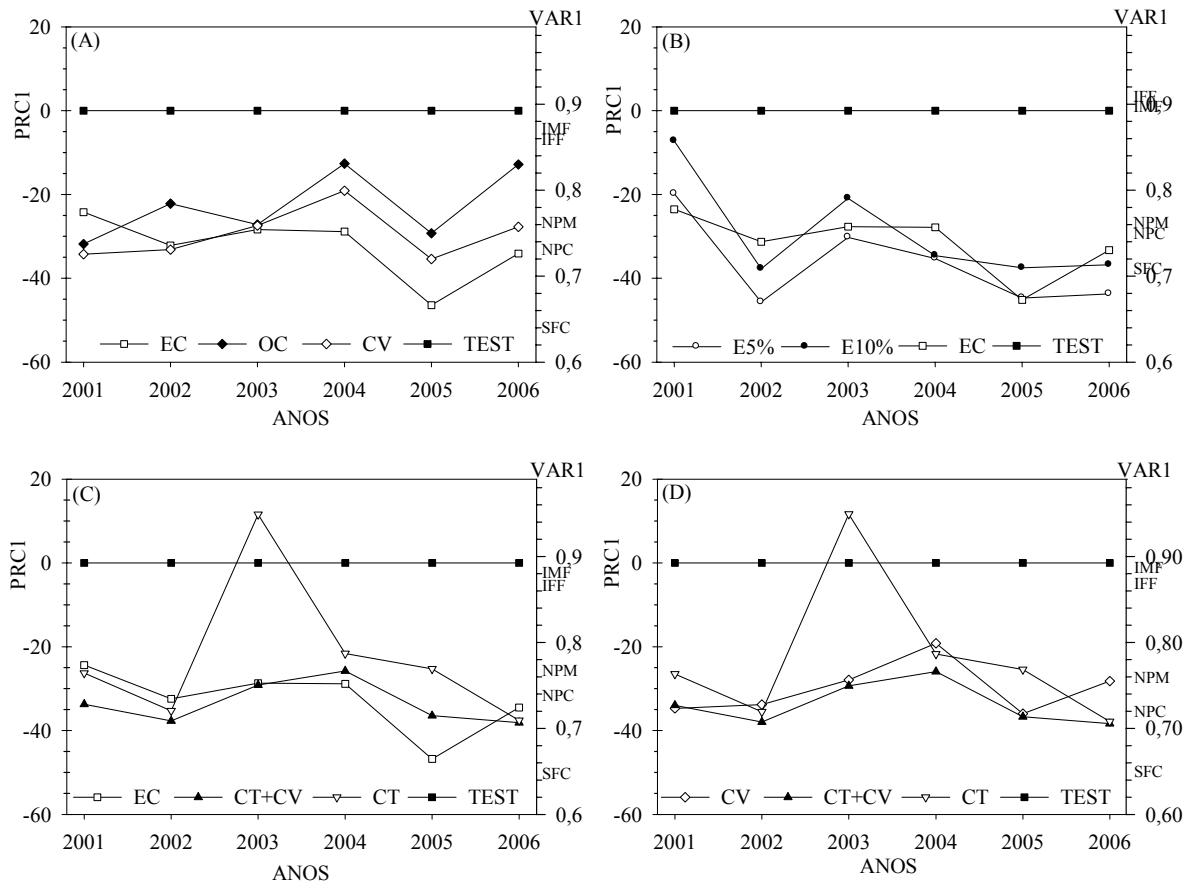 VAR1
(A)
20
0
-20
-40
-60
PRC1
0,9
IMF
IFF
0,8
NPM
NPC
0,7
SFC
0,6
EC OC CV TEST
2001 2002 2003 2004 2005 2006
ANOS
VAR1
(B)
20
0
-20
-40
-60
PRC1
IFF
IMF
0,9
0,8
NPM
NPC
SFC
0,7
0,6
E5% E10% EC TEST
2001 2002 2003 2004 2005 2006
ANOS
VAR1
(C)
20
0
-20
-40
-60
PRC1
0,9
IMF
IFF
0,8
NPM
NPC
0,7
SFC
0,6
EC CT+CV CT TEST
2001 2002 2003 2004 2005 2006
ANOS
VAR1
(D)
20
0
-20
-40
-60
PRC1
0,90
IMF
IFF
0,80
NPM
NPC
0,70
SFC
0,60
CV CT+CV CT TEST
2001 2002 2003 2004 2005 2006
ANOS